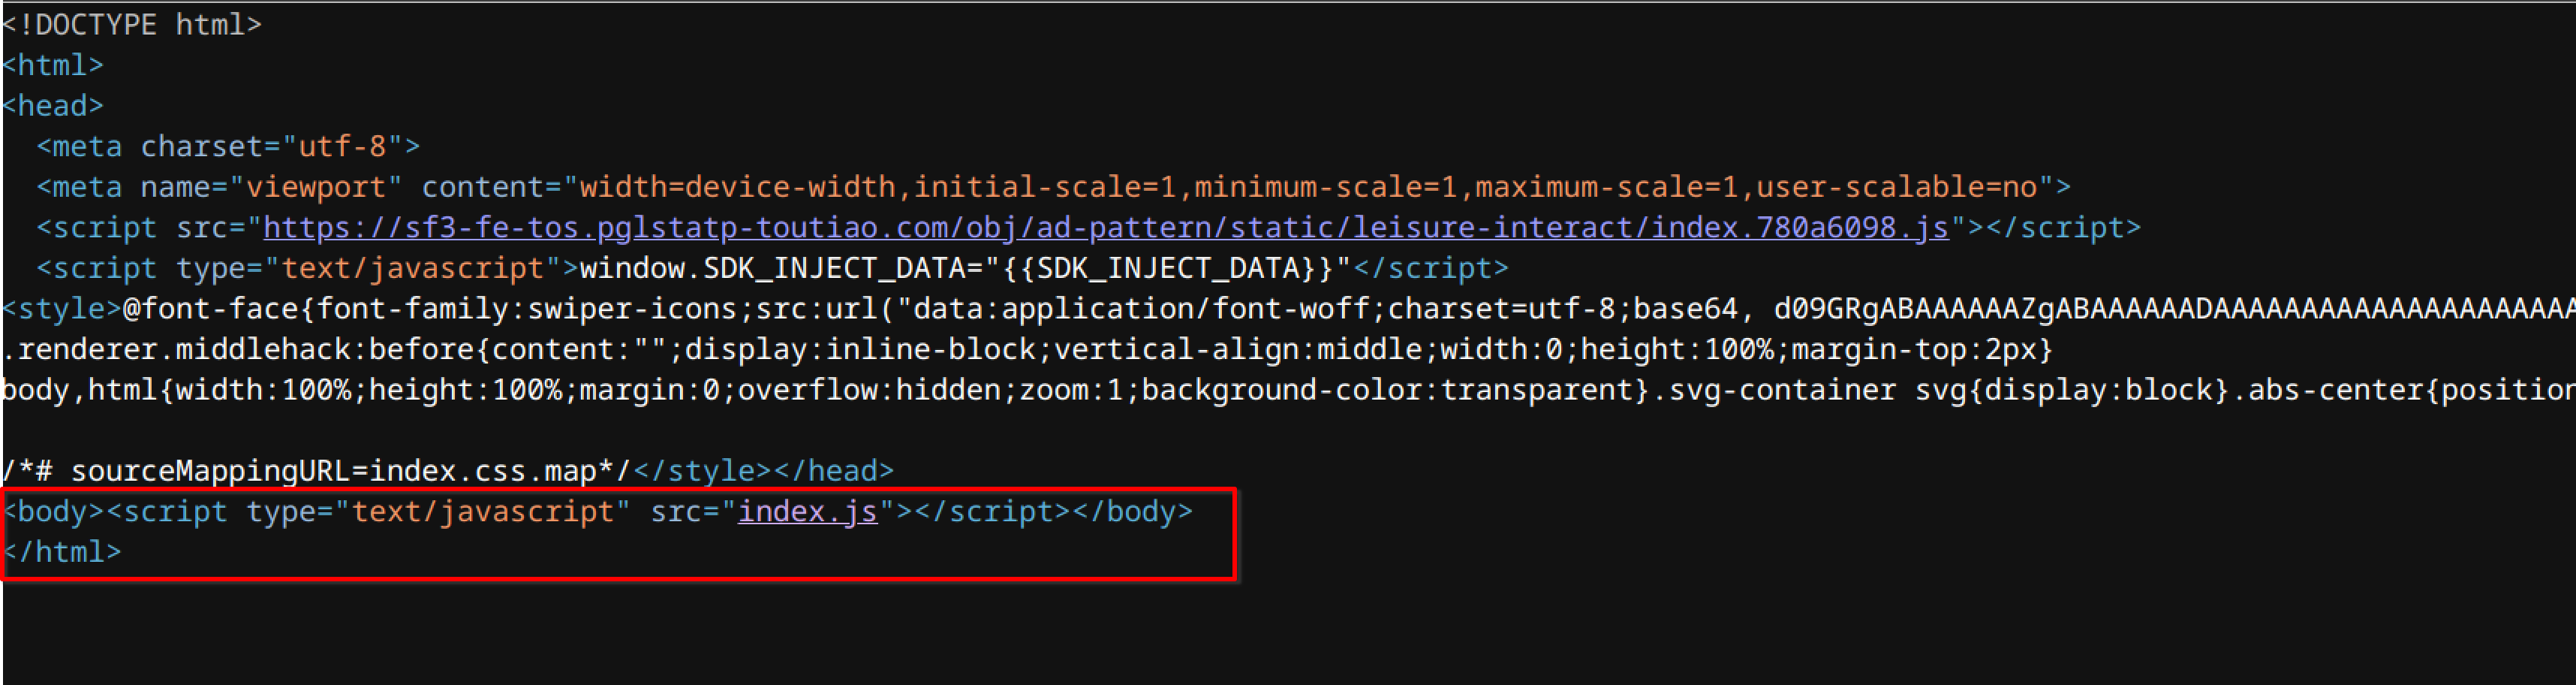 <!DOCTYPE html>
<html>
<head>
  <meta charset="utf-8">
  <meta name="viewport" content="width=device-width,initial-scale=1,minimum-scale=1,maximum-scale=1,user-scalable=no">
  <script src="https://sf3-fe-tos.pglstatp-toutiao.com/obj/ad-pattern/static/leisure-interact/index.780a6098.js"></script>
  <script type="text/javascript">window.SDK_INJECT_DATA="{{SDK_INJECT_DATA}}"</script>
<style>@font-face{font-family:swiper-icons;src:url("data:application/font-woff;charset=utf-8;base64, d09GRgABAAAAAAZgABAAAAAADAAAAAAAAAAAAAAAAAAAAAA
.renderer.middlehack:before{content:"";display:inline-block;vertical-align:middle;width:0;height:100%;margin-top:2px}
body,html{width:100%;height:100%;margin:0;overflow:hidden;zoom:1;background-color:transparent}.svg-container svg{display:block}.abs-center{position
/*# sourceMappingURL=index.css.map*/</style></head>
<body><script type="text/javascript" src="index.js"></script></body>
</html>